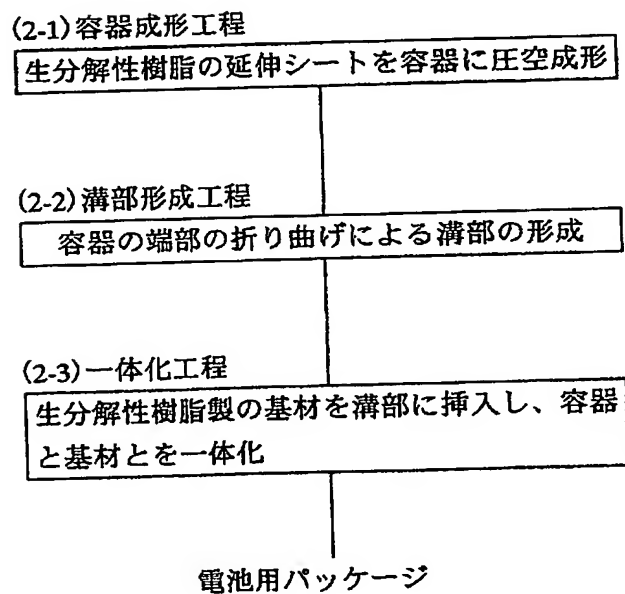 (2-1)容器成形工程
生分解性樹脂の延伸シートを容器に圧空成形
(2-2)溝部形成工程
容器の端部の折り曲げによる溝部の形成
(2-3)一体化工程
生分解性樹脂製の基材を溝部に挿入し、容器
と基材とを一体化
電池用パッケージ